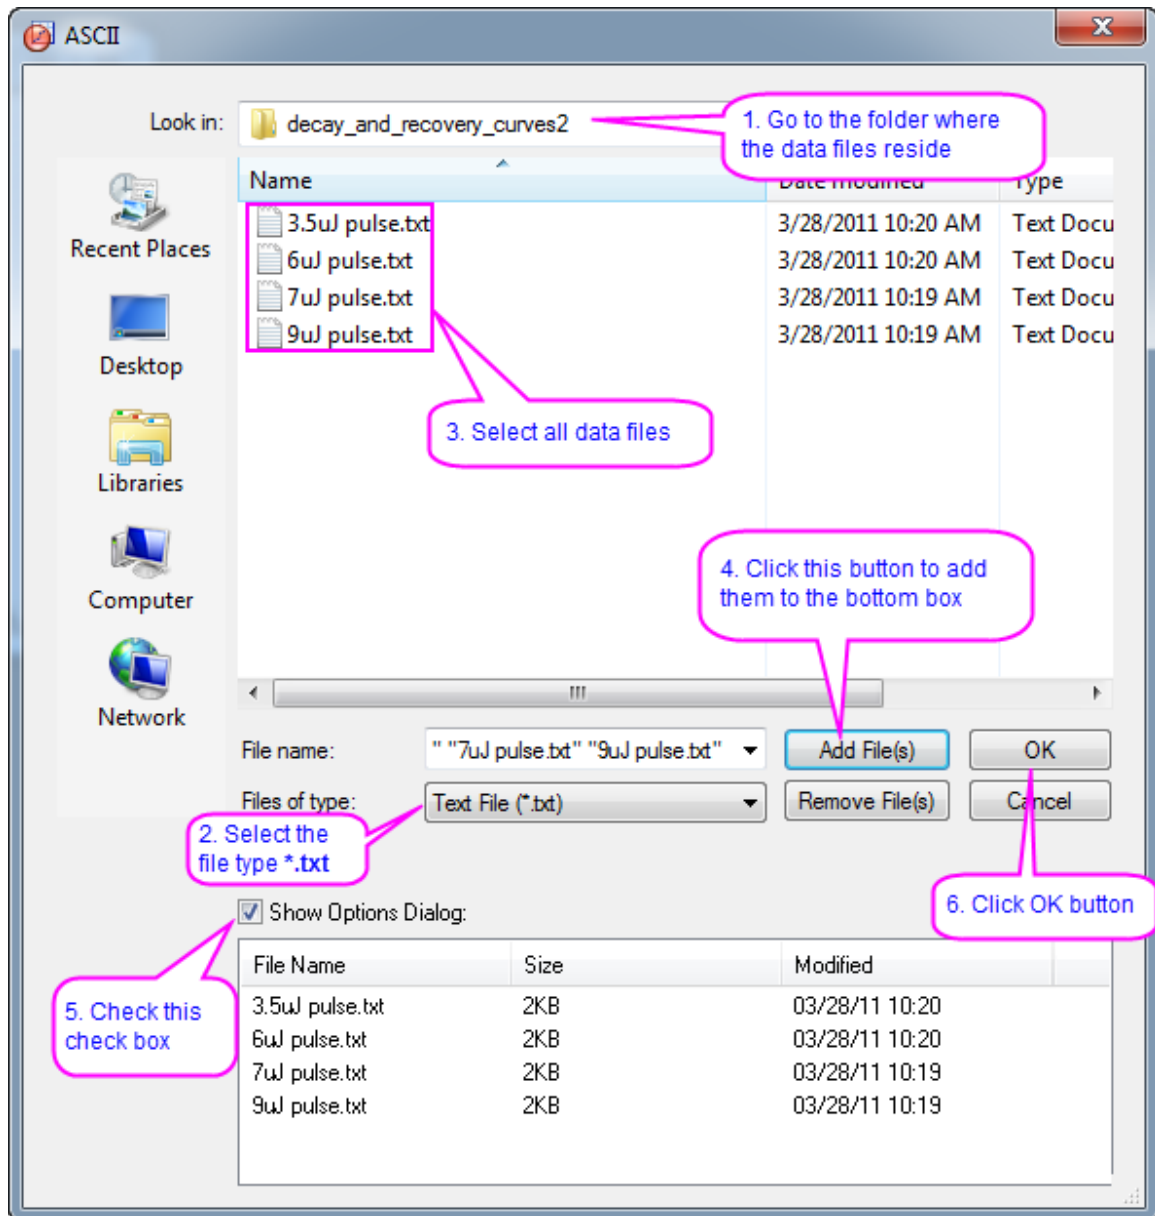 ASCII
X
Look in:
decay_and_recovery_curves2
1. Go to the folder where
the data files reside
Name
Date modified
Type
3.5uJ pulse.txt
3/28/2011 10:20 AM
Text Docu
6uJ pulse.txt
3/28/2011 10:20 AM
Text Docu
7uJ pulse.txt
3/28/2011 10:19 AM
Text Docu
9uJ pulse.txt
3/28/2011 10:19 AM
Text Docu
Recent Places
Desktop
Libraries
Computer
Network
3. Select all data files
4. Click this button to add
them to the bottom box
File name:
" "7uJ pulse.txt" "9uJ pulse.txt"
Add File(s)
OK
Files of type:
Text File (*.txt)
Remove File(s)
Cancel
2. Select the
file type *.txt
6. Click OK button
Show Options Dialog:
5. Check this
check box
File Name
Size
Modified
3.5uJ pulse.txt
2KB
03/28/11 10:20
6uJ pulse.txt
2KB
03/28/11 10:20
7uJ pulse.txt
2KB
03/28/11 10:19
9uJ pulse.txt
2KB
03/28/11 10:19